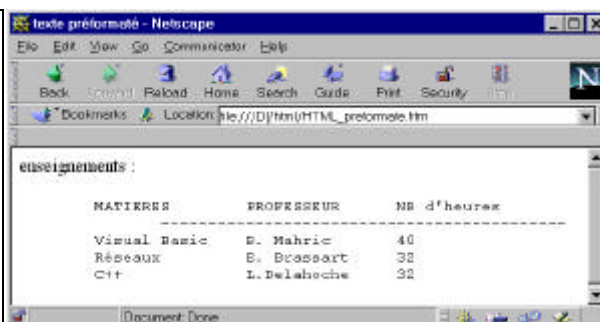 texte préformaté - Netscape
File Edit View Go Communicator Help
Back Reload Home Search Guide Print Security
Bookmarks Location: file:///D|/html/HTML_preformate.htm
enseignements :
MATIERES PROFESSEUR NB d'heures
------------------------------------------------
Visual Basic D. Mahric 40
Réseaux B. Brassart 32
C++ L.Delahoche 32
Document: Done